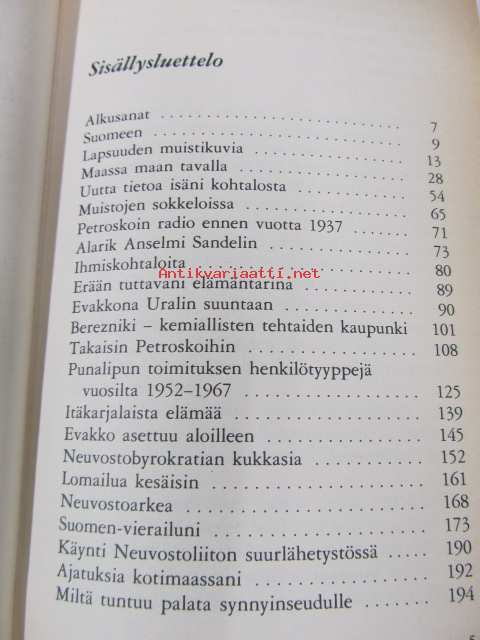 Sisällysluettelo
Alkusanat . . . . . . . . . . . . . . . . . . . . . . . . . . 7
Suomeen . . . . . . . . . . . . . . . . . . . . . . . . . . 9
Lapsuuden muistikuvia . . . . . . . . . . . . . . . . 13
Maassa maan tavalla . . . . . . . . . . . . . . . . . . 28
Uutta tietoa isäni kohtalosta . . . . . . . . . . . . 54
Muistojen sokkeloissa . . . . . . . . . . . . . . . . . 65
Petroskoin radio ennen vuotta 1937 . . . . . . . 71
Alarik Anselmi Sandelin . . . . . . . . . . . . . . . 73
Ihmiskohtaloita . . . . . . . . . . . . . . . . . . . . . 80
Antikvariaatti.net
Erään tuttavani elämäntarina . . . . . . . . . . . . 89
Evakkona Uralin suuntaan . . . . . . . . . . . . . . 90
Berezniki – kemiallisten tehtaiden kaupunki 101
Takaisin Petroskoihin . . . . . . . . . . . . . . . . . 108
Punalipun toimituksen henkilötyyppejä
vuosilta 1952–1967 . . . . . . . . . . . . . . . . . . 125
Itäkarjalaista elämää . . . . . . . . . . . . . . . . . . 139
Evakko asettuu aloilleen . . . . . . . . . . . . . . . 145
Neuvostobyrokratian kukkasia . . . . . . . . . . . 152
Lomailua kesäisin . . . . . . . . . . . . . . . . . . . . 161
Neuvostoarkea . . . . . . . . . . . . . . . . . . . . . . 168
Suomen-vierailuni . . . . . . . . . . . . . . . . . . . . 173
Käynti Neuvostoliiton suurlähetystössä . . . . . 190
Ajatuksia kotimaassani . . . . . . . . . . . . . . . . 192
Miltä tuntuu palata synnyinseudulle . . . . . . . 194